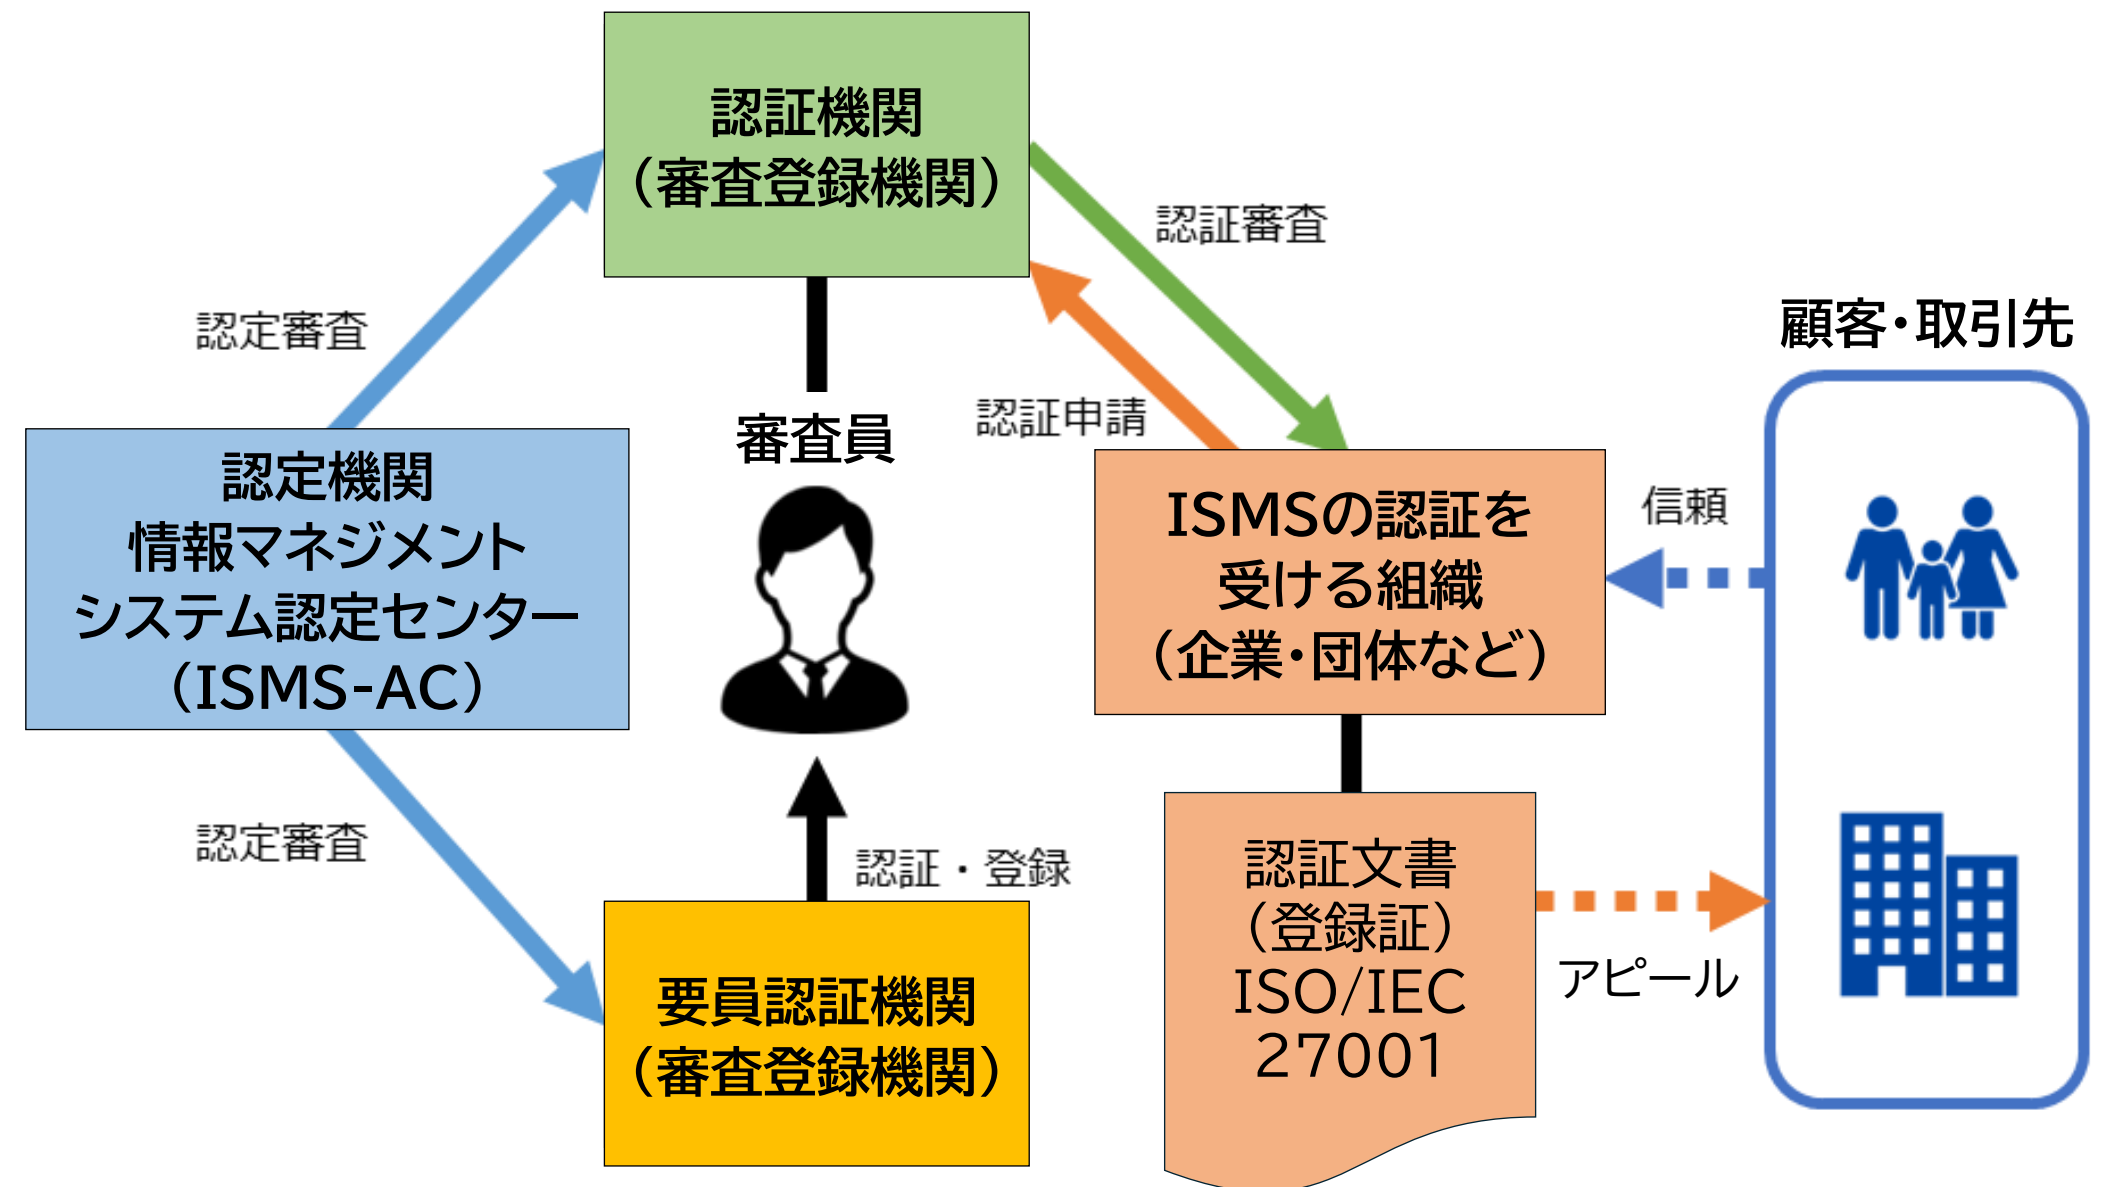 認証機関
（審査登録機関）
認証審査
認定審査
認証申請
審査員
顧客・取引先
認定機関
情報マネジメント
システム認定センター
（ISMS-AC）
ISMSの認証を
受ける組織
（企業・団体など）
信頼
認定審査
認証・登録
認証文書
（登録証）
ISO/IEC
27001
アピール
要員認証機関
（審査登録機関）